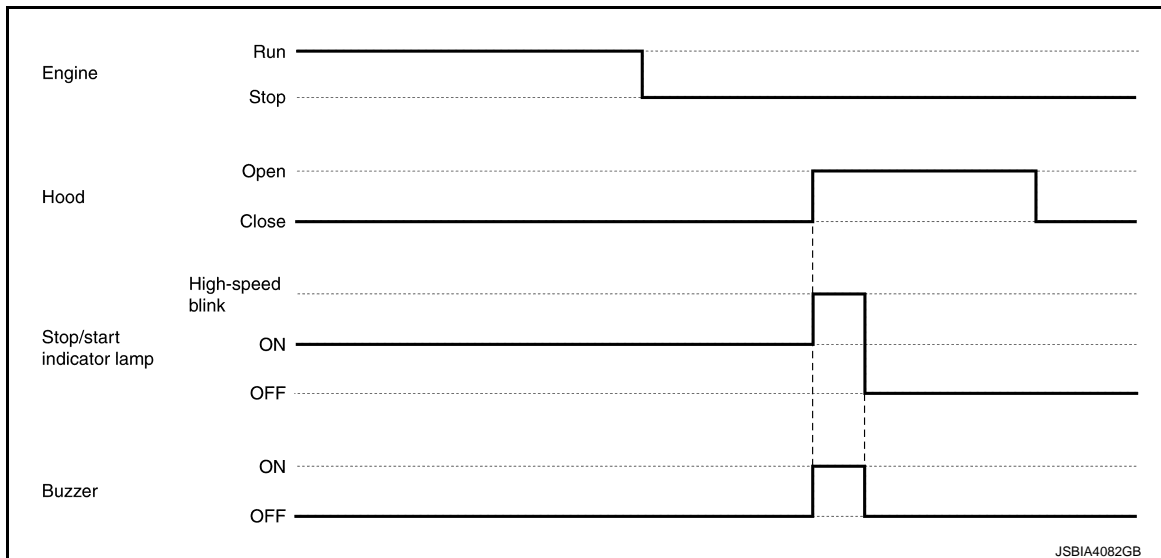 Run
Engine
Stop
Open
Hood
Close
High-speed
blink
Stop/start
indicator lamp
ON
OFF
ON
Buzzer
OFF
JSBIA4082GB